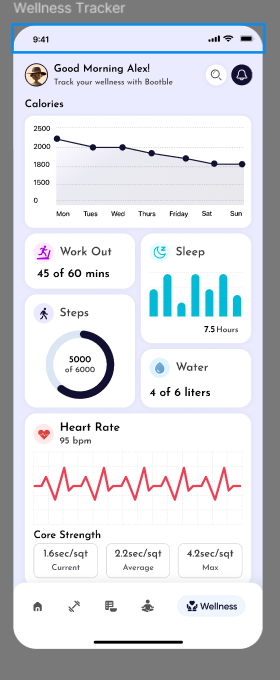 Wellness Tracker
9:41
Good Morning Alex!
Track your wellness with Bootble
Calories
2500
2000
1800
1500
0
Mon Tues Wed Thurs Friday Sat Sun
Work Out
45 of 60 mins
Sleep
7.5 Hours
Steps
5000
of 6000
Water
4 of 6 liters
Heart Rate
95 bpm
Core Strength
1.6sec/sqt
Current
2.2sec/sqt
Average
4.2sec/sqt
Max
Wellness